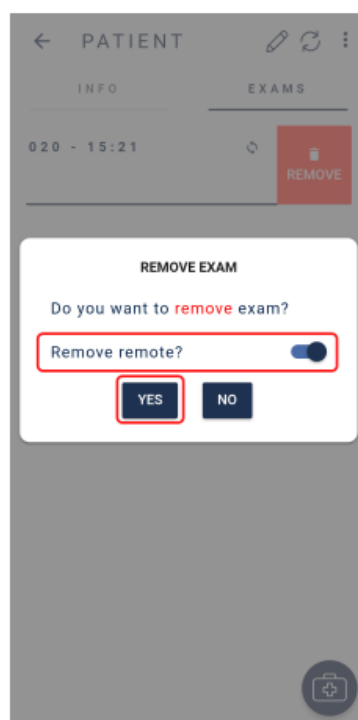 PATIENT
INFO EXAMS
020 - 15:21
REMOVE
REMOVE EXAM
Do you want to remove exam?
Remove remote?
YES NO